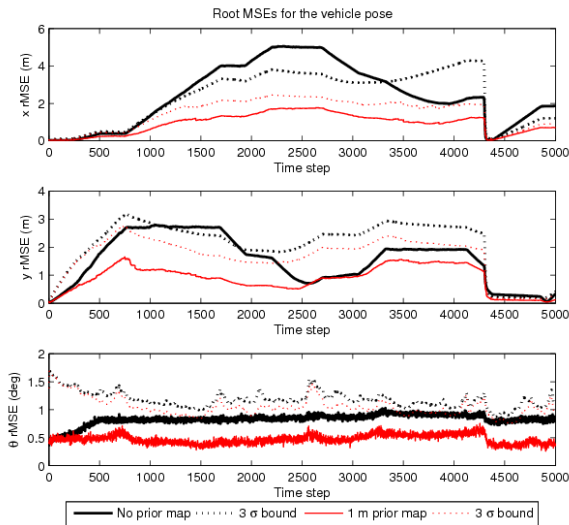 Root MSEs for the vehicle pose
x rMSE (m)
6
4
2
0
0 500 1000 1500 2000 2500 3000 3500 4000 4500 5000
Time step
y rMSE (m)
4
3
2
1
0
0 500 1000 1500 2000 2500 3000 3500 4000 4500 5000
Time step
θ rMSE (deg)
2
1.5
1
0.5
0
0 500 1000 1500 2000 2500 3000 3500 4000 4500 5000
Time step
No prior map 3 σ bound 1 m prior map 3 σ bound